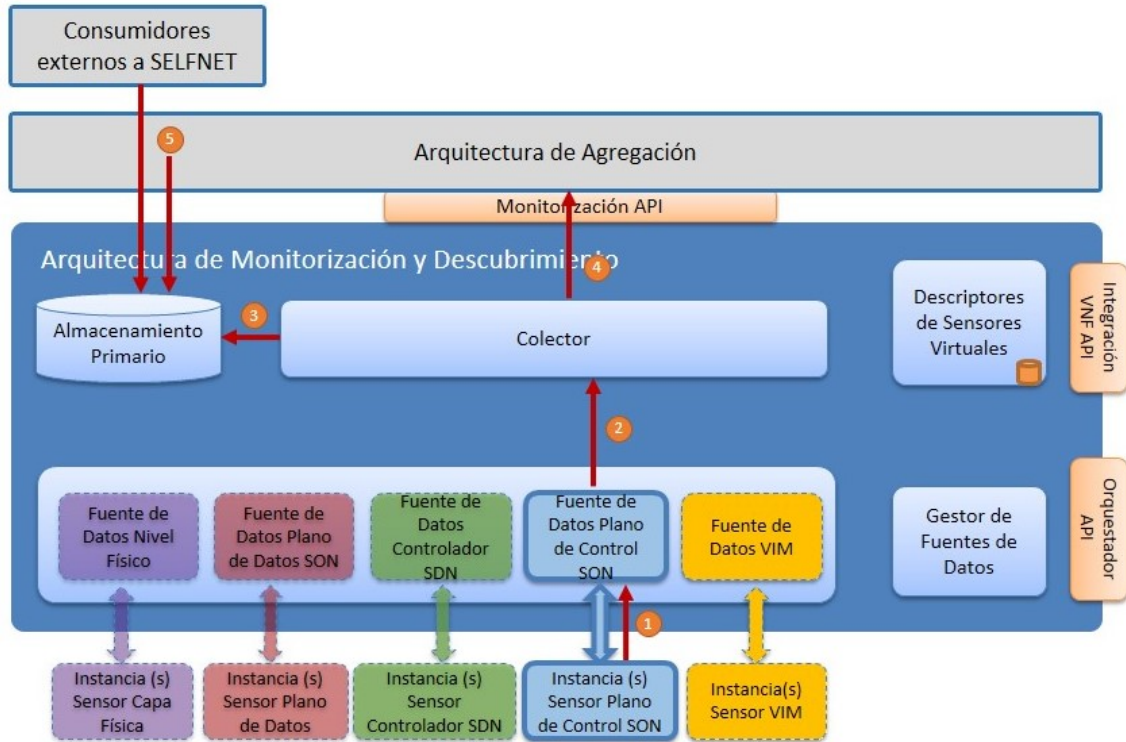 Consumidores
externos a SELFNET
5
Arquitectura de Agregación
Monitorización API
Arquitectura de Monitorización y Descubrimiento
4
Almacenamiento
Primario
3
Colector
Descriptores
de Sensores
Virtuales
Integración
VNF API
2
Fuente de
Datos Nivel
Físico
Fuente de
Datos Plano
de Datos SON
Fuente de
Datos
Controlador
SDN
Fuente de
Datos Plano
de Control
SON
Fuente de
Datos VIM
Gestor de
Fuentes de
Datos
Orquestador
API
1
Instancia (s)
Sensor Capa
Física
Instancia (s)
Sensor Plano
de Datos
Instancia (s)
Sensor
Controlador SDN
Instancia (s)
Sensor Plano
de Control SON
Instancia(s)
Sensor VIM